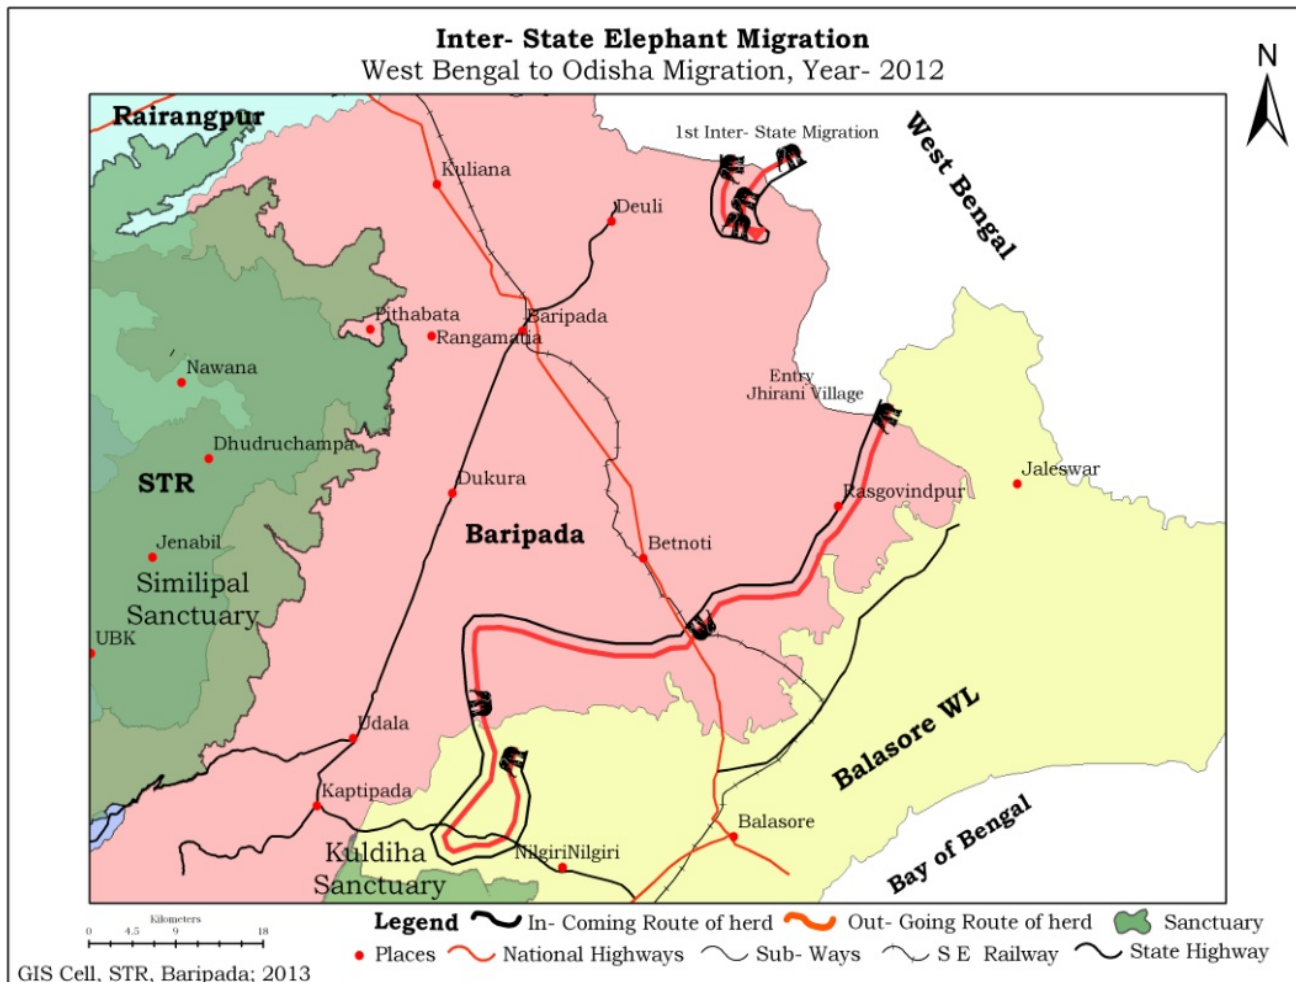 Inter- State Elephant Migration
West Bengal to Odisha Migration, Year- 2012
N
Rairangpur
1st Inter- State Migration
West Bengal
Kuliana
Deuli
Pithabata
Baripada
Rangamatia
Nawana
Entry
Jhirani Village
Dhudruchampa
STR
Dukura
Rasgovindpur
Jaleswar
Baripada
Betnoti
Jenabil
Similipal
Sanctuary
UBK
Udala
Balasore WL
Kaptipada
Balasore
Kuldiha
Sanctuary
NilgiriNilgiri
Bay of Bengal
Kilometers
0 4.5 9 18
Legend In- Coming Route of herd Out- Going Route of herd Sanctuary
Places National Highways Sub- Ways S E Railway State Highway
GIS Cell, STR, Baripada; 2013